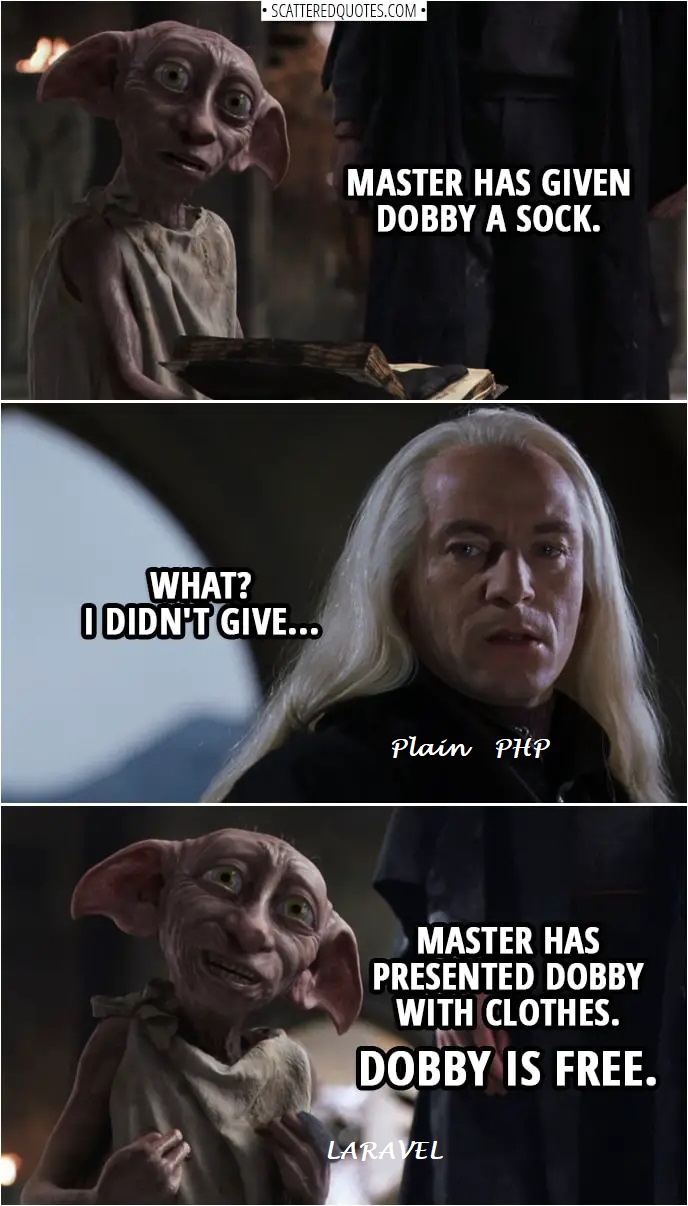 • SCATTEREDQUOTES.COM •
MASTER HAS GIVEN
DOBBY A SOCK.
WHAT?
I DIDN'T GIVE...
Plain PHP
MASTER HAS
PRESENTED DOBBY
WITH CLOTHES.
DOBBY IS FREE.
LARAVEL